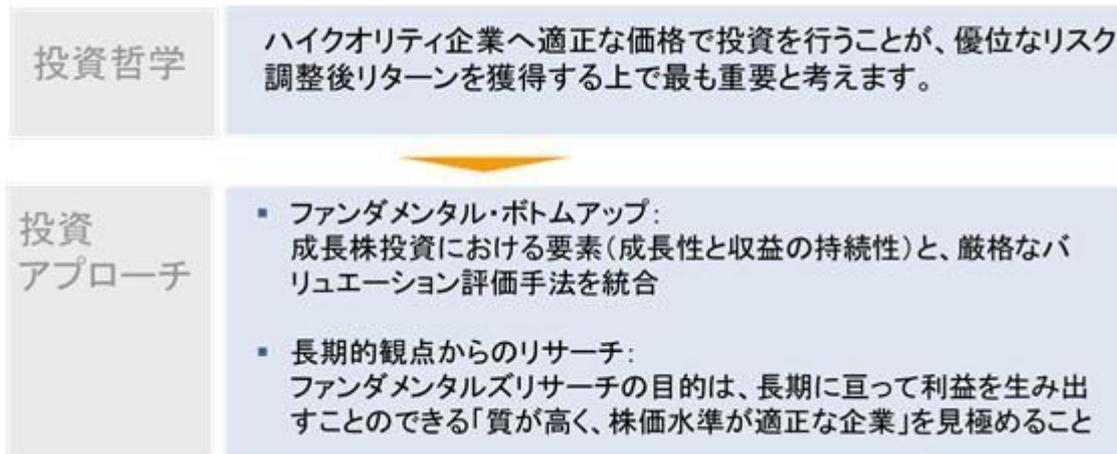 投資哲学
ハイクオリティ企業へ適正な価格で投資を行うことが、優位なリスク
調整後リターンを獲得する上で最も重要と考えます。
投資
アプローチ
▪ ファンダメンタル・ボトムアップ:
成長株投資における要素(成長性と収益の持続性)と、厳格なバ
リュエーション評価手法を統合
▪ 長期的観点からのリサーチ:
ファンダメンタルズリサーチの目的は、長期に亘って利益を生み出
すことのできる「質が高く、株価水準が適正な企業」を見極めること